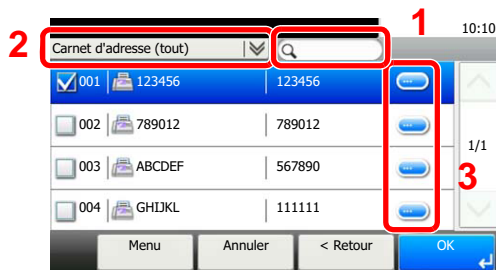 1
10:10
2
Carnet d'adresse (tout)
001 123456 123456
002 789012 789012
1/1
003 ABCDEF 567890
3
004 GHIJKL 111111
Menu Annuler < Retour OK